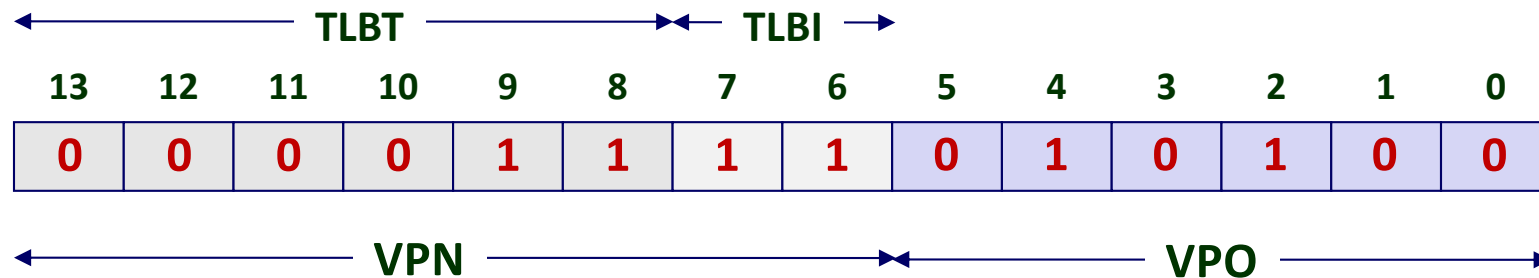 TLBT TLBI
13 12 11 10 9 8 7 6 5 4 3 2 1 0
0 0 0 0 1 1 1 1 0 1 0 1 0 0
VPN VPO